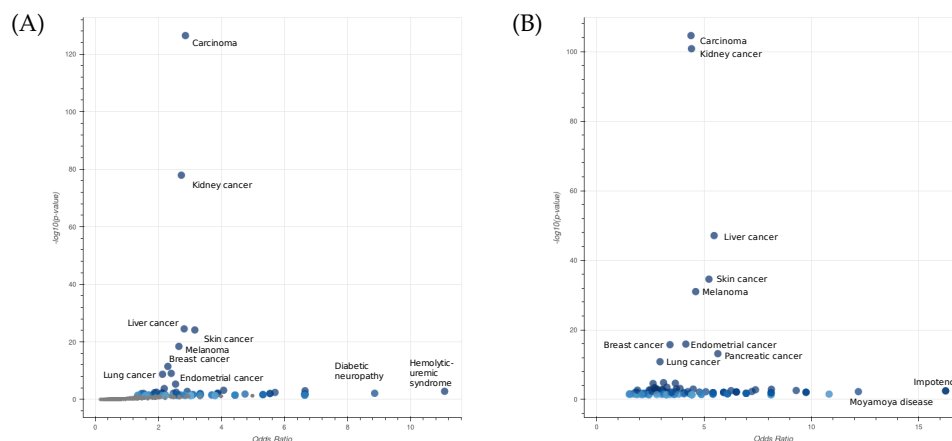 (A)
Carcinoma
Kidney cancer
Liver cancer
Skin cancer
Melanoma
Breast cancer
Lung cancer
Endometrial cancer
Diabetic
neuropathy
Hemolytic-
uremic
syndrome
120
100
80
60
40
20
0
-log10(p-value)
0 2 4 6 8 10
Odds Ratio
(B)
Carcinoma
Kidney cancer
Liver cancer
Skin cancer
Melanoma
Breast cancer
Endometrial cancer
Pancreatic cancer
Lung cancer
Impotenc
Moyamoya disease
100
80
60
40
20
0
-log10(p-value)
0 5 10 15
Odds Ratio